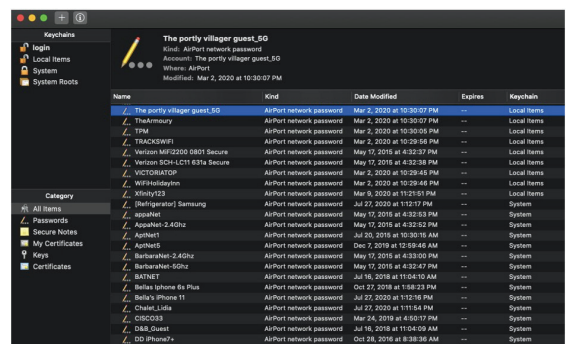 Keychains
login
Local Items
System
System Roots
The portly villager guest_5G
Kind: AirPort network password
Account: The portly villager guest_5G
Where: AirPort
Modified: Mar 2, 2020 at 10:30:07 PM
Name Kind Date Modified Expires Keychain
The portly villager guest_5G AirPort network password Mar 2, 2020 at 10:30:07 PM -- Local Items
TheArmoury AirPort network password Mar 2, 2020 at 10:30:07 PM -- Local Items
TPM AirPort network password Mar 2, 2020 at 10:30:05 PM -- Local Items
TRACKSWIFI AirPort network password Mar 2, 2020 at 10:29:56 PM -- Local Items
Verizon MiFi2200 0801 Secure AirPort network password May 17, 2015 at 4:32:37 PM -- Local Items
Verizon SCH-LC11 631a Secure AirPort network password May 17, 2015 at 4:32:38 PM -- Local Items
VICTORIATOP AirPort network password Mar 2, 2020 at 10:29:45 PM -- Local Items
WiFiHolidayInn AirPort network password Mar 2, 2020 at 10:29:46 PM -- Local Items
Xfinity123 AirPort network password Mar 9, 2020 at 11:21:51 PM -- Local Items
[Refrigerator] Samsung AirPort network password Jul 27, 2020 at 1:12:17 PM -- System
appaNet AirPort network password May 17, 2015 at 4:32:53 PM -- System
AppaNet-2.4Ghz AirPort network password May 17, 2015 at 4:32:52 PM -- System
AptNet1 AirPort network password Jul 20, 2015 at 10:30:15 AM -- System
AptNet5 AirPort network password Dec 7, 2019 at 12:59:46 AM -- System
BarbaraNet-2.4Ghz AirPort network password May 17, 2015 at 4:33:00 PM -- System
BarbaraNet-5Ghz AirPort network password May 17, 2015 at 4:32:47 PM -- System
BATNET AirPort network password Jul 16, 2018 at 11:04:10 AM -- System
Bellas Iphone 6s Plus AirPort network password Oct 27, 2018 at 1:58:23 PM -- System
Bella's iPhone 11 AirPort network password Jul 27, 2020 at 1:12:16 PM -- System
Chalet_Lidia AirPort network password Jul 27, 2020 at 1:11:54 PM -- System
CISCO33 AirPort network password Mar 24, 2019 at 4:50:17 PM -- System
D&B_Guest AirPort network password Jul 16, 2018 at 11:04:09 AM -- System
DD iPhone7+ AirPort network password Oct 28, 2016 at 8:38:36 AM -- System
Category
All Items
Passwords
Secure Notes
My Certificates
Keys
Certificates